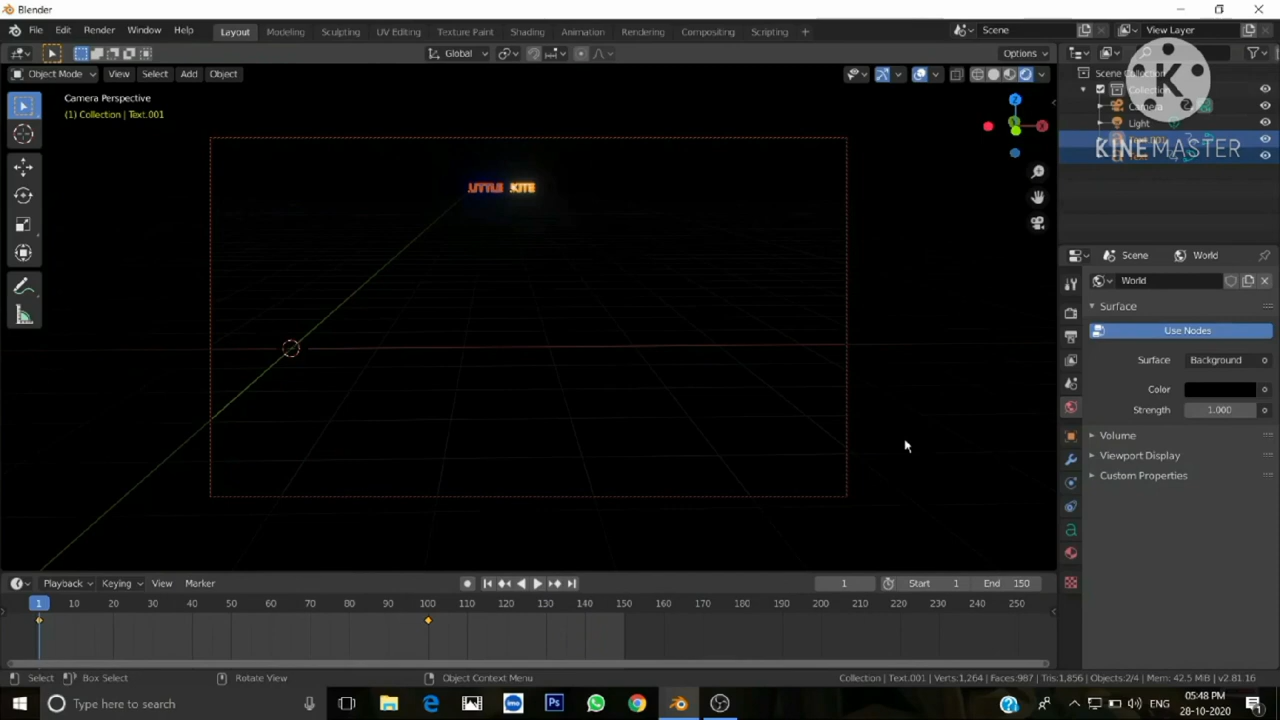 Blender
File Edit Render Window Help Layout Modeling Sculpting UV Editing Texture Paint Shading Animation Rendering Compositing Scripting Scene View Layer
Global Options
Object Mode View Select Add Object
Scene Collection
Collection
Camera
Light
Text.001
KINEMASTER
Camera Perspective
(1) Collection | Text.001
LITTLE KITE
Scene World
World
Surface
Use Nodes
Surface Background
Color
Strength 1.000
Volume
Viewport Display
Custom Properties
Playback Keying View Marker 1 Start 1 End 150
1 10 20 30 40 50 60 70 80 90 100 110 120 130 140 150 160 170 180 190 200 210 220 230 240 250
Select Box Select Rotate View Object Context Menu Collection | Text.001 | Verts:1,264 | Faces:987 | Tris:1,856 | Objects:2/4 | Mem: 42.5 MiB | v2.81.16
Type here to search ENG 05:48 PM
28-10-2020